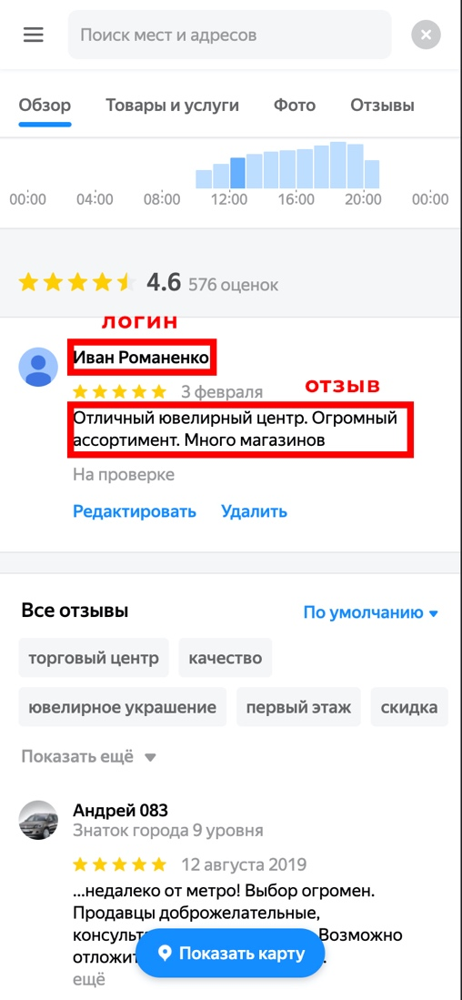 Поиск мест и адресов
Обзор Товары и услуги Фото Отзывы
00:00 04:00 08:00 12:00 16:00 20:00 00:00
4.6 576 оценок
ЛОГИН
Иван Романенко
3 февраля
ОТЗЫВ
Отличный ювелирный центр. Огромный
ассортимент. Много магазинов
На проверке
Редактировать Удалить
Все отзывы
По умолчанию
торговый центр качество
ювелирное украшение первый этаж скидка
Показать ещё
Андрей 083
Знаток города 9 уровня
12 августа 2019
...недалеко от метро! Выбор огромен.
Продавцы доброжелательные,
Возможно
Показать карту
ещё